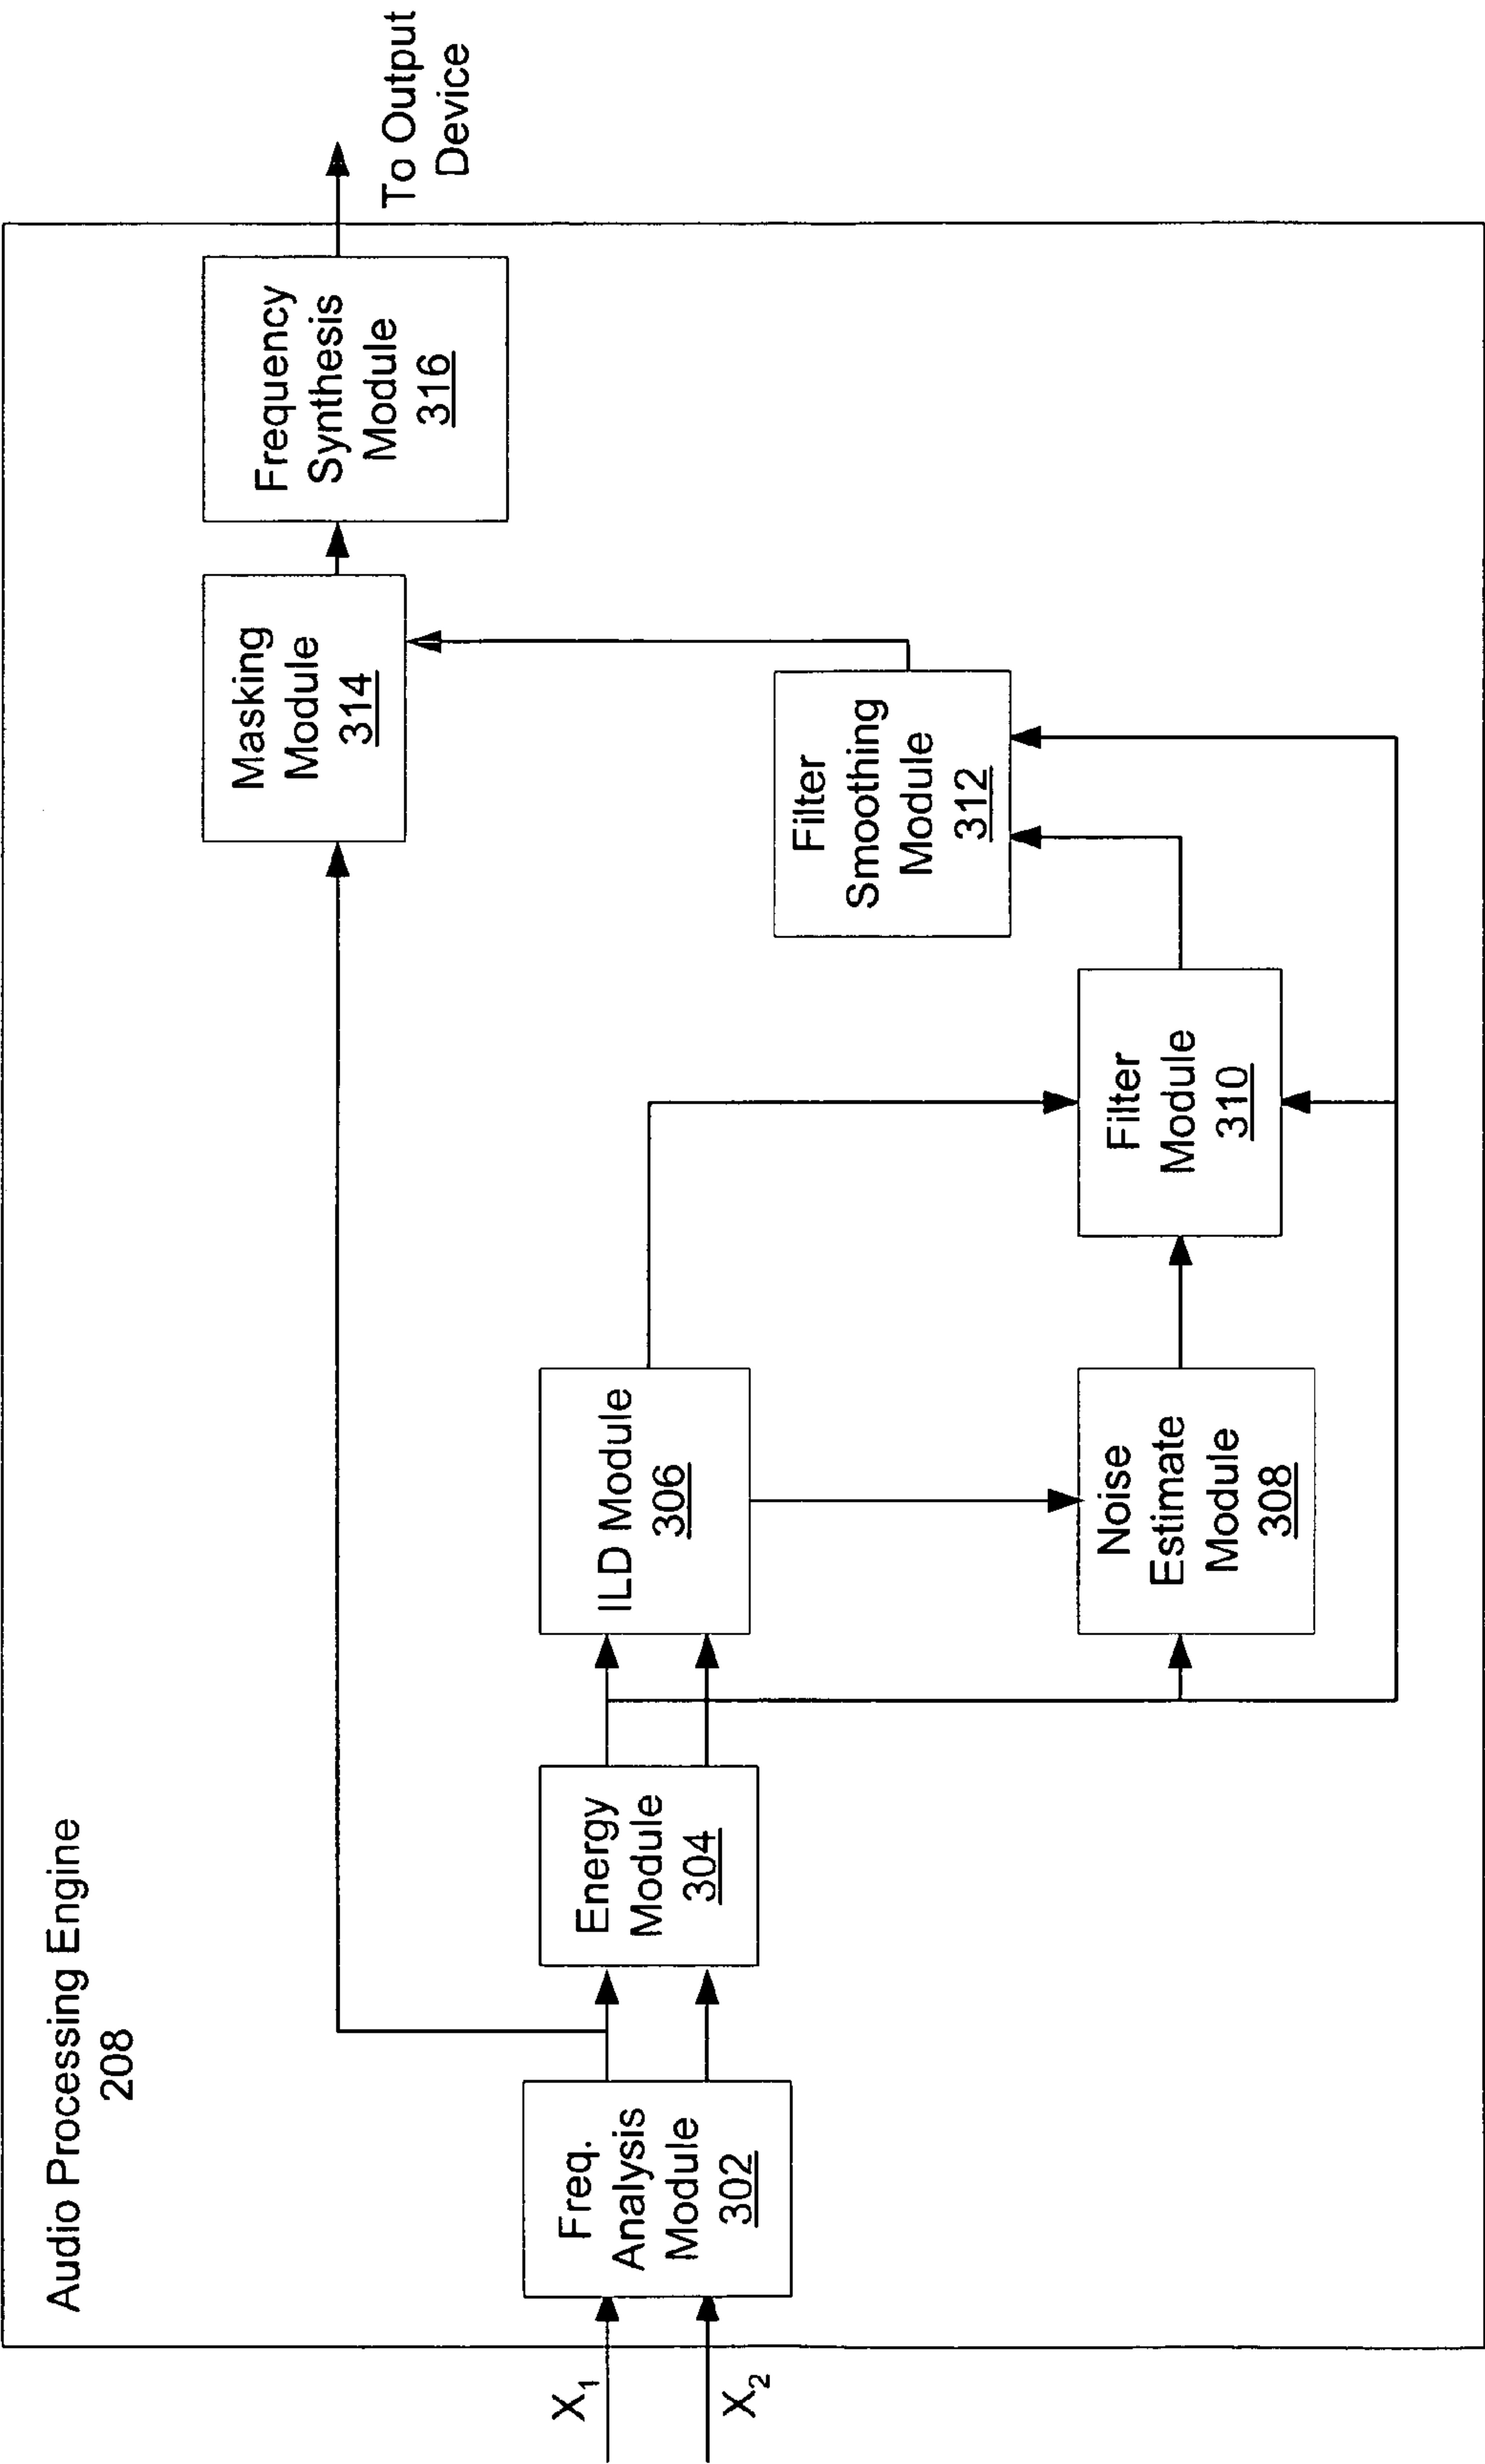 Audio Processing Engine
208
X₁
X₂
Freq.
Analysis
Module
302
Energy
Module
304
ILD Module
306
Noise
Estimate
Module
308
Filter
Module
310
Filter
Smoothing
Module
312
Masking
Module
314
Frequency
Synthesis
Module
316
To Output
Device